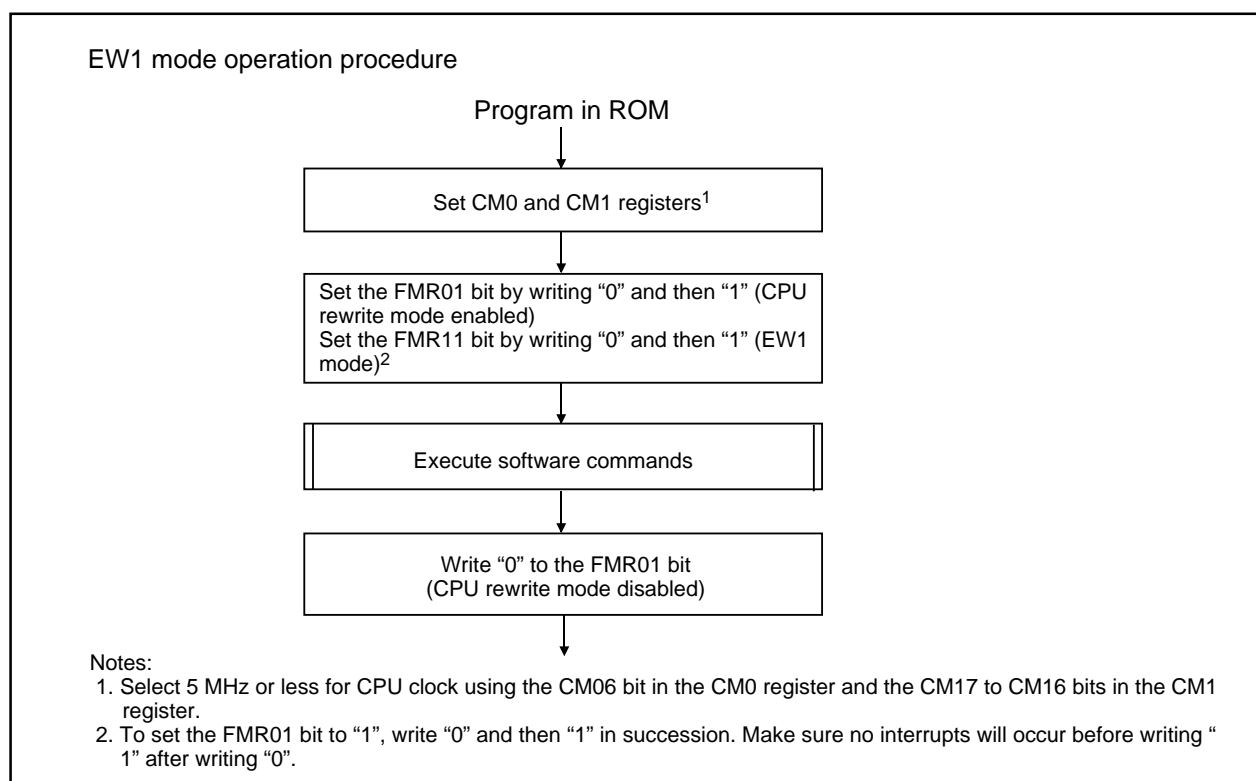 EW1 mode operation procedure
Program in ROM
Set CM0 and CM1 registers1
Set the FMR01 bit by writing “0” and then “1” (CPU
rewrite mode enabled)
Set the FMR11 bit by writing “0” and then “1” (EW1
mode)2
Execute software commands
Write “0” to the FMR01 bit
(CPU rewrite mode disabled)
Notes:
1. Select 5 MHz or less for CPU clock using the CM06 bit in the CM0 register and the CM17 to CM16 bits in the CM1
register.
2. To set the FMR01 bit to “1”, write “0” and then “1” in succession. Make sure no interrupts will occur before writing “
1” after writing “0”.